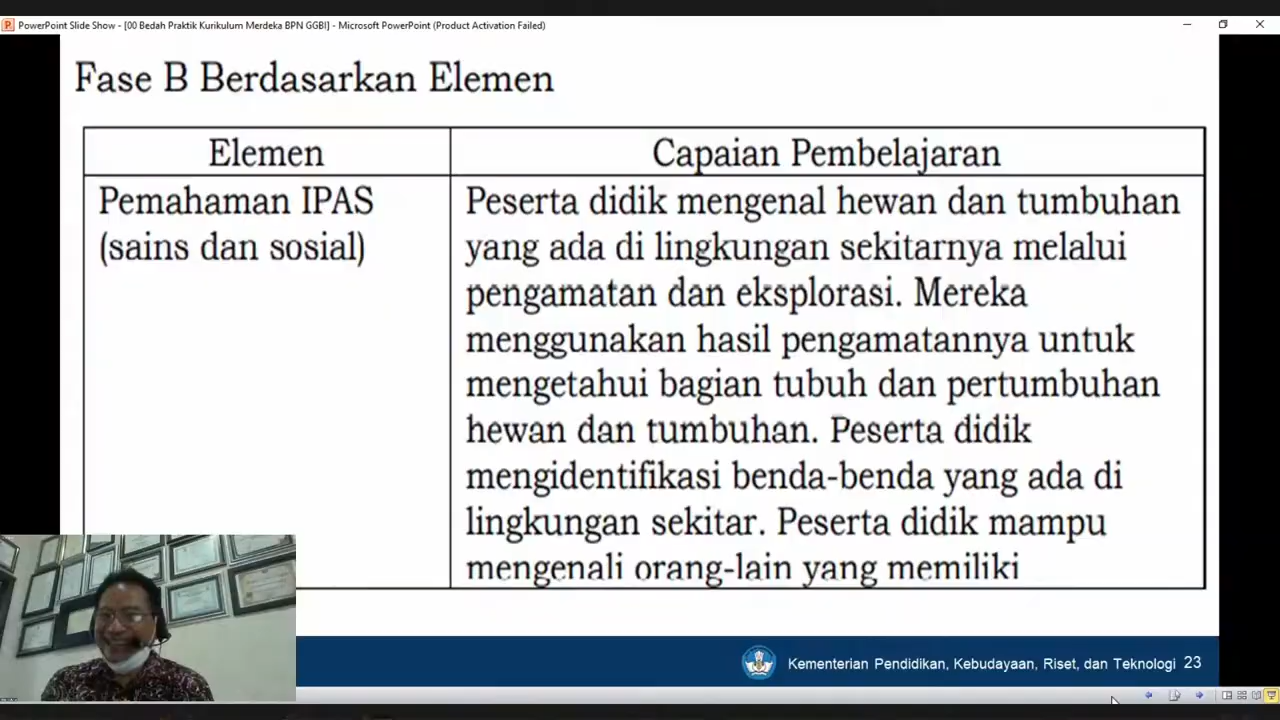 PowerPoint Slide Show - [00 Bedah Praktik Kurikulum Merdeka BPN GGBI] - Microsoft PowerPoint (Product Activation Failed)
Fase B Berdasarkan Elemen
Elemen
Capaian Pembelajaran
Pemahaman IPAS
(sains dan sosial)
Peserta didik mengenal hewan dan tumbuhan
yang ada di lingkungan sekitarnya melalui
pengamatan dan eksplorasi. Mereka
menggunakan hasil pengamatannya untuk
mengetahui bagian tubuh dan pertumbuhan
hewan dan tumbuhan. Peserta didik
mengidentifikasi benda-benda yang ada di
lingkungan sekitar. Peserta didik mampu
mengenali orang-lain yang memiliki
Kementerian Pendidikan, Kebudayaan, Riset, dan Teknologi 23